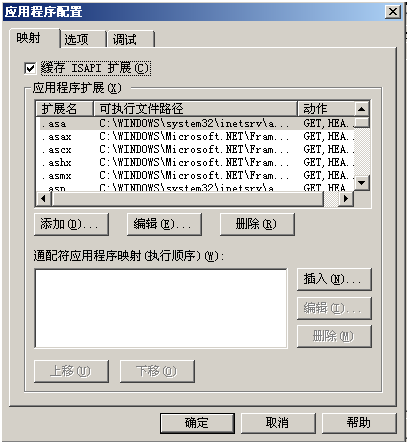 应用程序配置
映射 选项 调试
缓存 ISAPI 扩展(C)
应用程序扩展(X)
扩展名 可执行文件路径 动作
.asa C:\WINDOWS\system32\inetsrv\a... GET,HEA...
.asax C:\WINDOWS\Microsoft.NET\Fram... GET,HEA...
.ascx C:\WINDOWS\Microsoft.NET\Fram... GET,HEA...
.ashx C:\WINDOWS\Microsoft.NET\Fram... GET,HEA...
.asmx C:\WINDOWS\Microsoft.NET\Fram... GET,HEA...
.asp C:\WINDOWS\system32\inetsrv\a... GET,HEA...
添加(D)... 编辑(E)... 删除(R)
通配符应用程序映射(执行顺序)(W):
插入(N)...
编辑(I)...
删除(M)
上移(U) 下移(O)
确定 取消 帮助